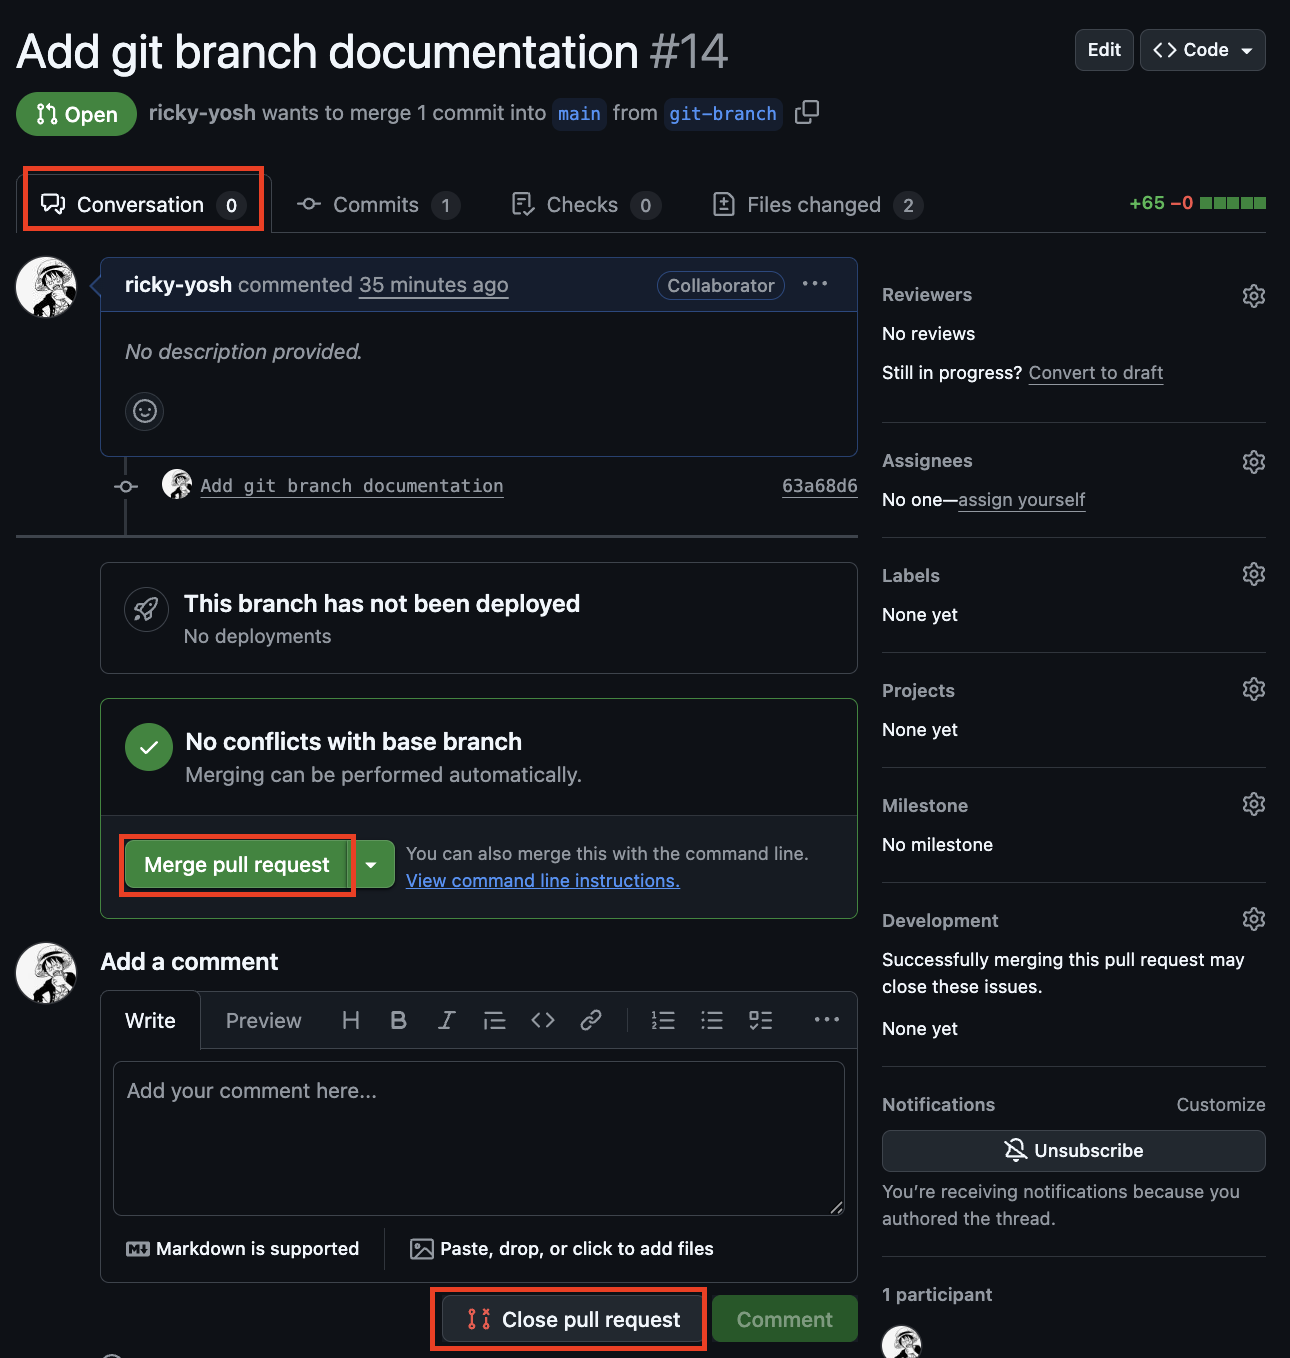 Add git branch documentation #14
Edit
Code
Open
ricky-yosh wants to merge 1 commit into main from git-branch
Conversation 0
Commits 1
Checks 0
Files changed 2
+65 −0
ricky-yosh commented 35 minutes ago
Collaborator
No description provided.
Add git branch documentation
63a68d6
This branch has not been deployed
No deployments
No conflicts with base branch
Merging can be performed automatically.
Merge pull request
You can also merge this with the command line.
View command line instructions.
Add a comment
Write
Preview
Add your comment here...
Markdown is supported
Paste, drop, or click to add files
Close pull request
Comment
Reviewers
No reviews
Still in progress? Convert to draft
Assignees
No one—assign yourself
Labels
None yet
Projects
None yet
Milestone
No milestone
Development
Successfully merging this pull request may
close these issues.
None yet
Notifications
Customize
Unsubscribe
You’re receiving notifications because you
authored the thread.
1 participant